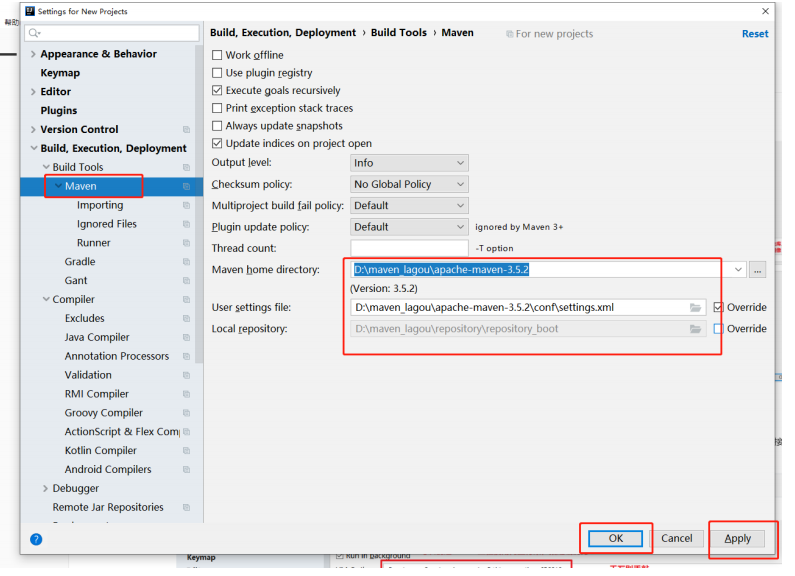 Settings for New Projects
帮助
Appearance & Behavior
Keymap
Editor
Plugins
Version Control
Build, Execution, Deployment
Build Tools
Maven
Importing
Ignored Files
Runner
Gradle
Gant
Compiler
Excludes
Java Compiler
Annotation Processors
Validation
RMI Compiler
Groovy Compiler
ActionScript & Flex Comp
Kotlin Compiler
Android Compilers
Debugger
Remote Jar Repositories
Build, Execution, Deployment › Build Tools › Maven
For new projects
Reset
Work offline
Use plugin registry
Execute goals recursively
Print exception stack traces
Always update snapshots
Update indices on project open
Output level: Info
Checksum policy: No Global Policy
Multiproject build fail policy: Default
Plugin update policy: Default ignored by Maven 3+
Thread count: -T option
Maven home directory: D:\maven_lagou\apache-maven-3.5.2 ...
(Version: 3.5.2)
User settings file: D:\maven_lagou\apache-maven-3.5.2\conf\settings.xml Override
Local repository: D:\maven_lagou\repository\repository_boot Override
?
OK Cancel Apply
Keymap
Run in background